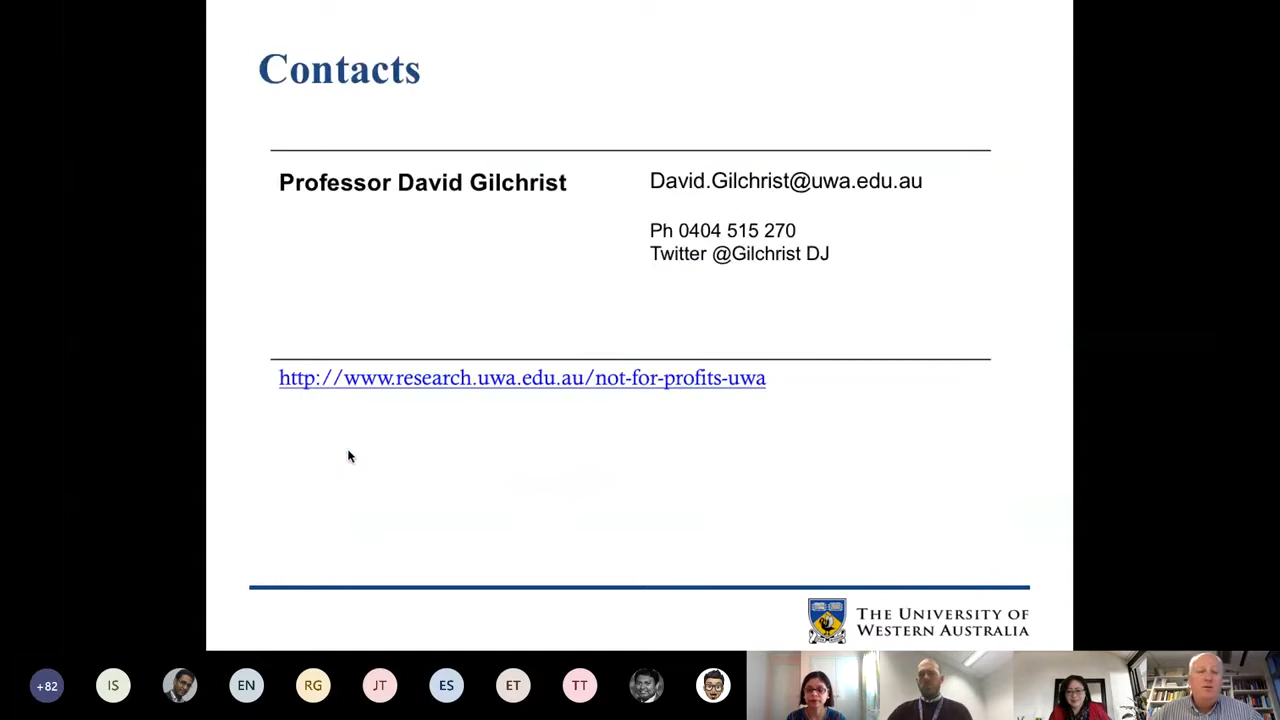 Contacts
Professor David Gilchrist
David.Gilchrist@uwa.edu.au
Ph 0404 515 270
Twitter @Gilchrist DJ
http://www.research.uwa.edu.au/not-for-profits-uwa
THE UNIVERSITY OF
WESTERN AUSTRALIA
+82 IS EN RG JT ES ET TT